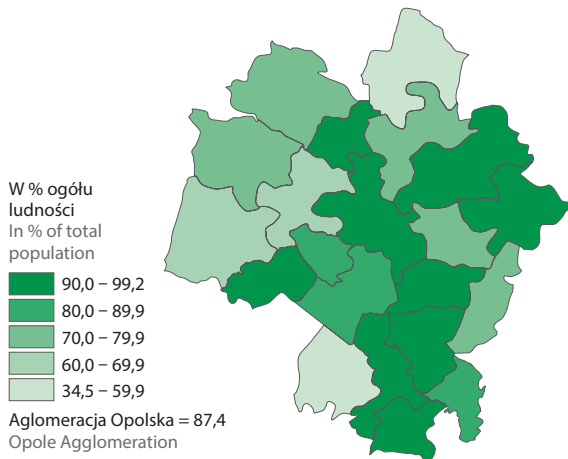 W % ogółu
ludności
In % of total
population
90,0 – 99,2
80,0 – 89,9
70,0 – 79,9
60,0 – 69,9
34,5 – 59,9
Aglomeracja Opolska = 87,4
Opole Agglomeration